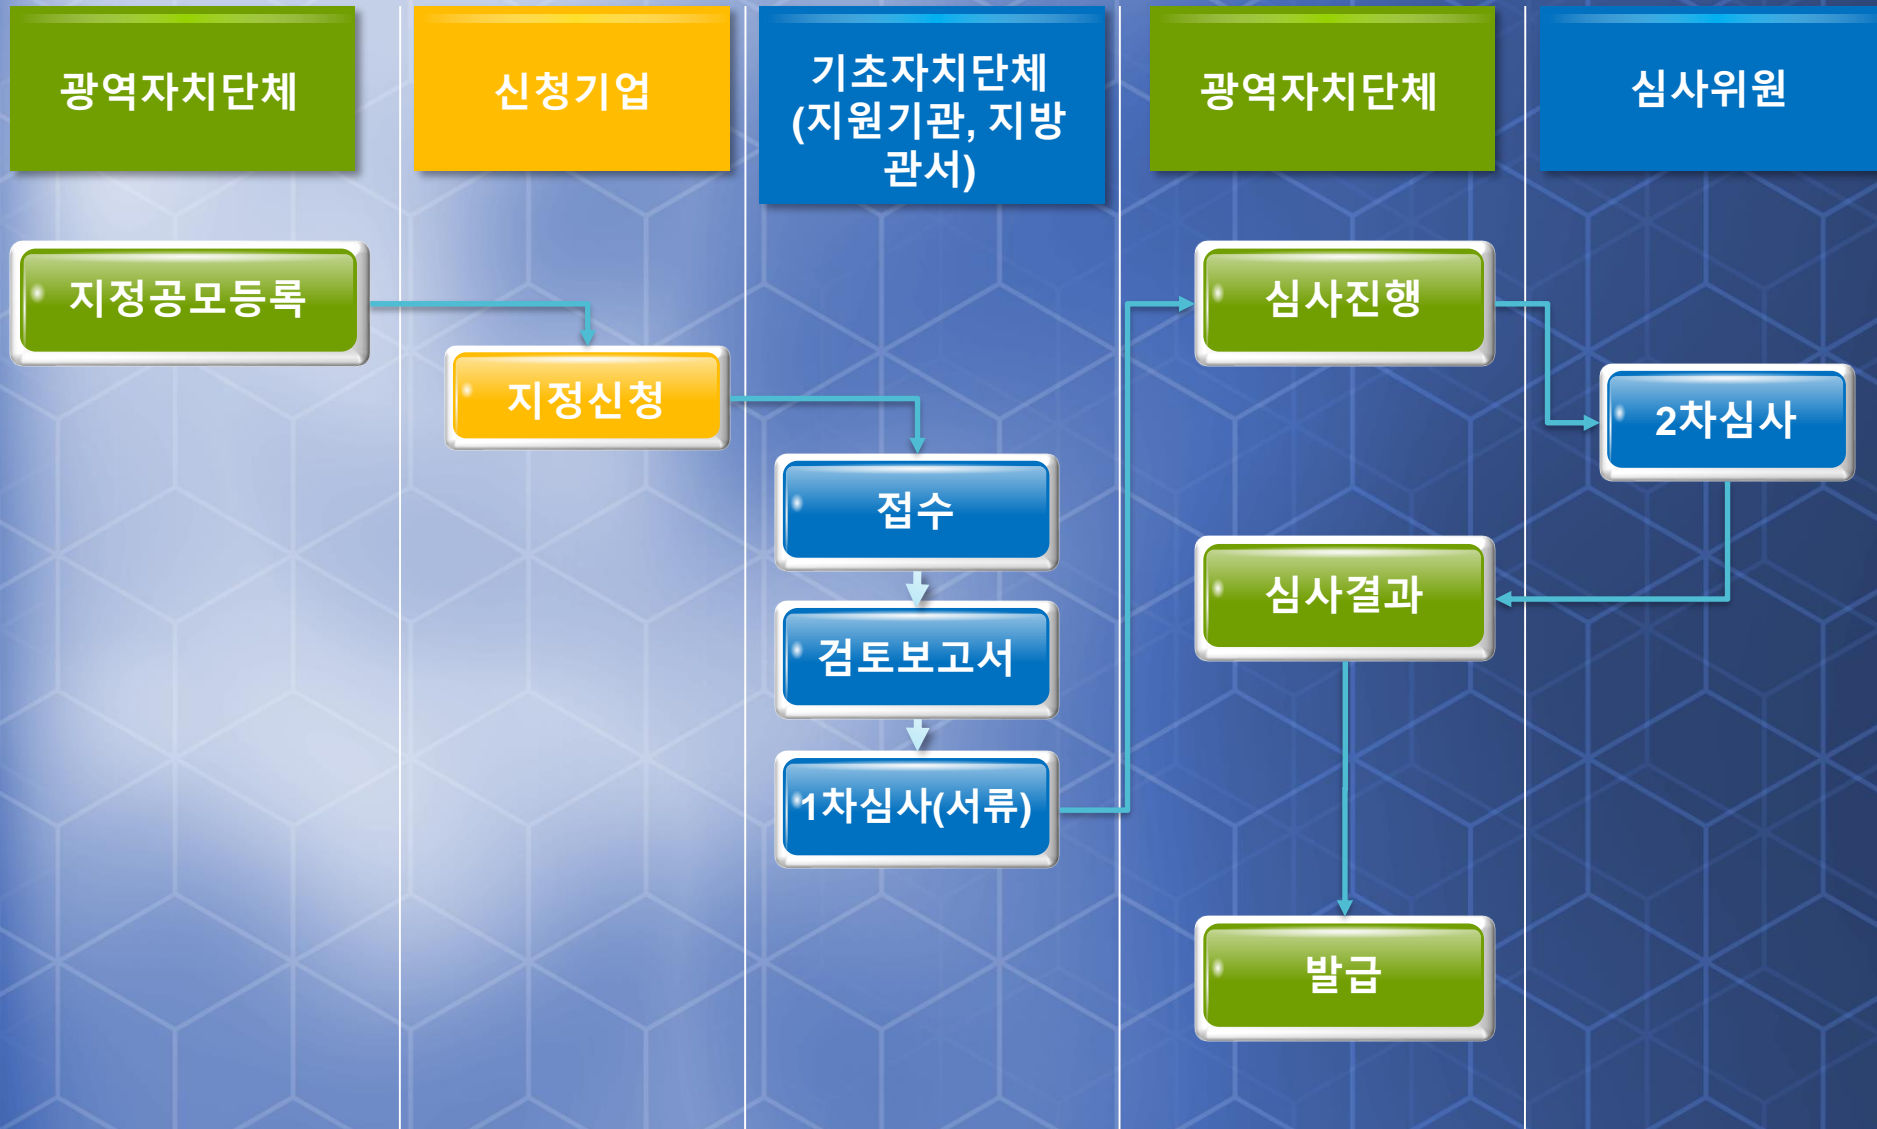 광역자치단체
신청기업
기초자치단체
(지원기관, 지방
관서)
광역자치단체
심사위원
지정공모등록
지정신청
접수
검토보고서
1차심사(서류)
심사진행
2차심사
심사결과
발급